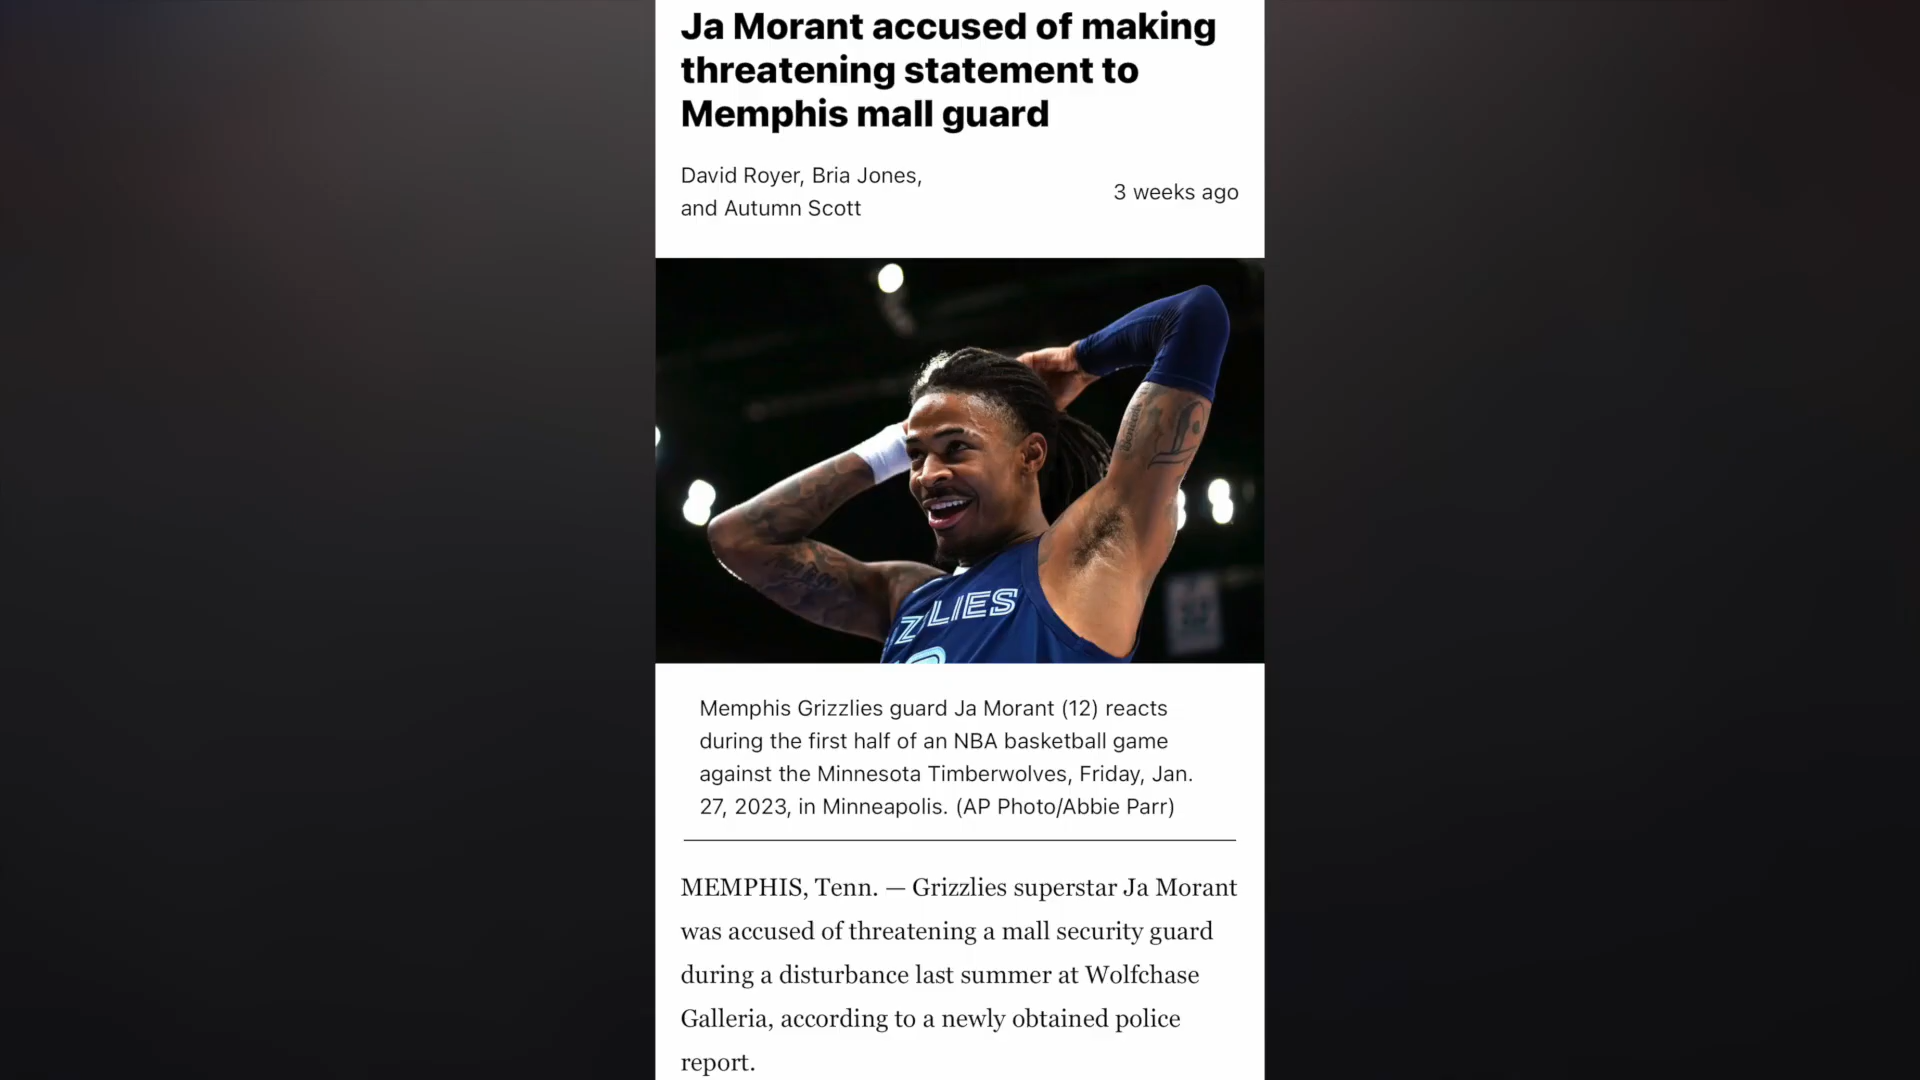 Ja Morant accused of making
threatening statement to
Memphis mall guard
David Royer, Bria Jones,
and Autumn Scott
3 weeks ago
ZLIES
Memphis Grizzlies guard Ja Morant (12) reacts
during the first half of an NBA basketball game
against the Minnesota Timberwolves, Friday, Jan.
27, 2023, in Minneapolis. (AP Photo/Abbie Parr)
MEMPHIS, Tenn. — Grizzlies superstar Ja Morant
was accused of threatening a mall security guard
during a disturbance last summer at Wolfchase
Galleria, according to a newly obtained police
report.